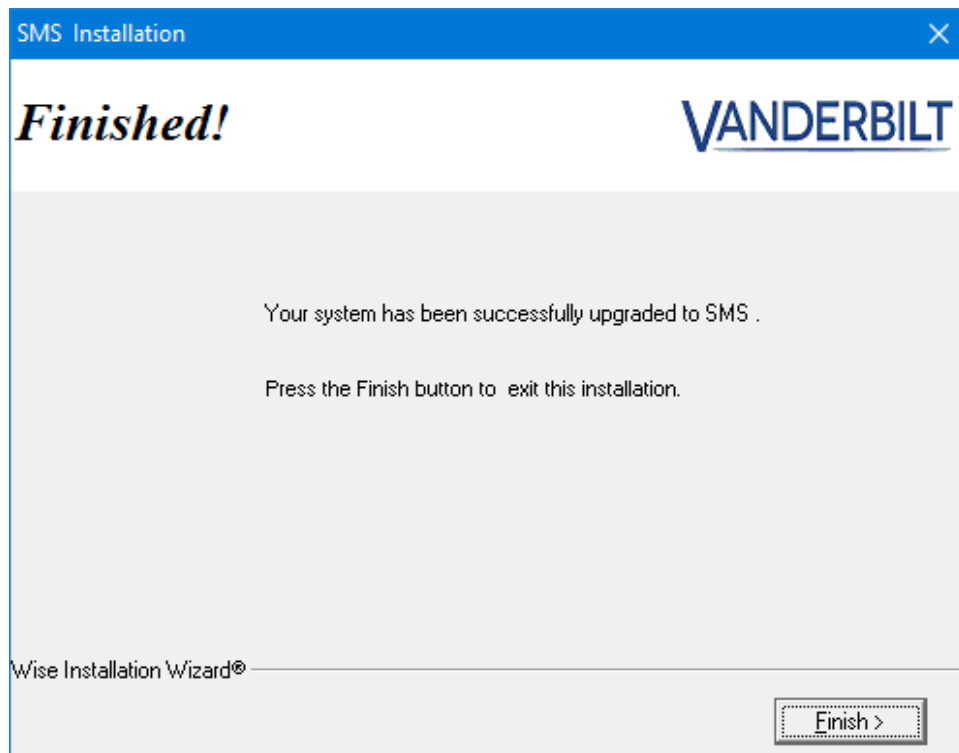 SMS Installation
Finished!
VANDERBILT
Your system has been successfully upgraded to SMS .
Press the Finish button to  exit this installation.
Wise Installation Wizard®
Finish >